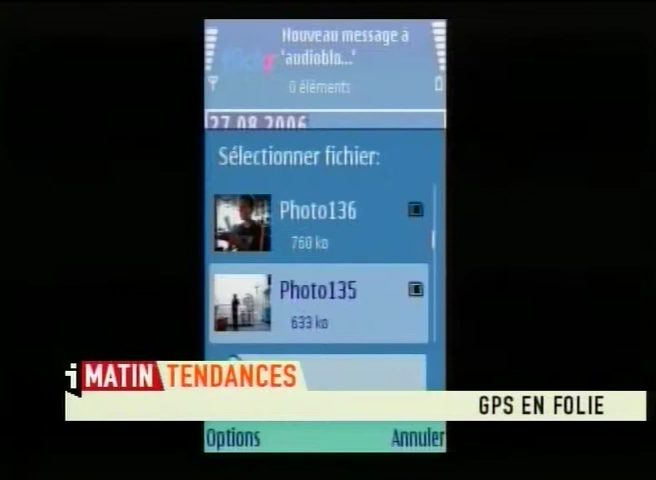 Nouveau message à
'audioblo...'
flickr
0 éléments
27.08.2006
Sélectionner fichier:
Photo136
760 ko
Photo135
633 ko
i MATIN TENDANCES
GPS EN FOLIE
Options
Annuler